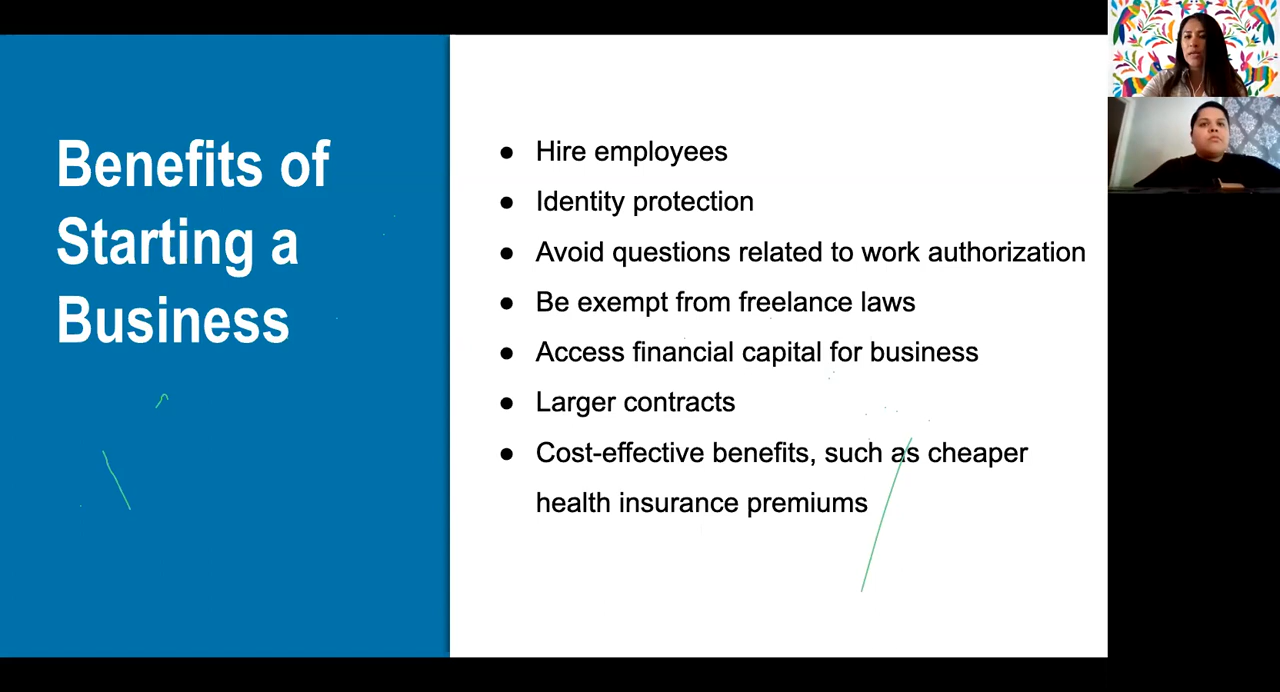 Benefits of
Starting a
Business
● Hire employees
● Identity protection
● Avoid questions related to work authorization
● Be exempt from freelance laws
● Access financial capital for business
● Larger contracts
● Cost-effective benefits, such as cheaper
health insurance premiums